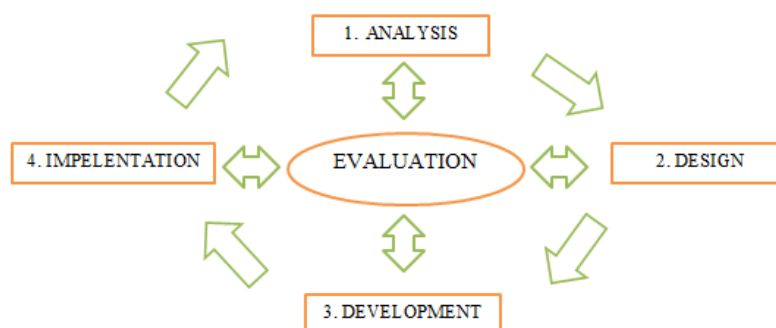 1. ANALYSIS
4. IMPELENTATION
EVALUATION
2. DESIGN
3. DEVELOPMENT